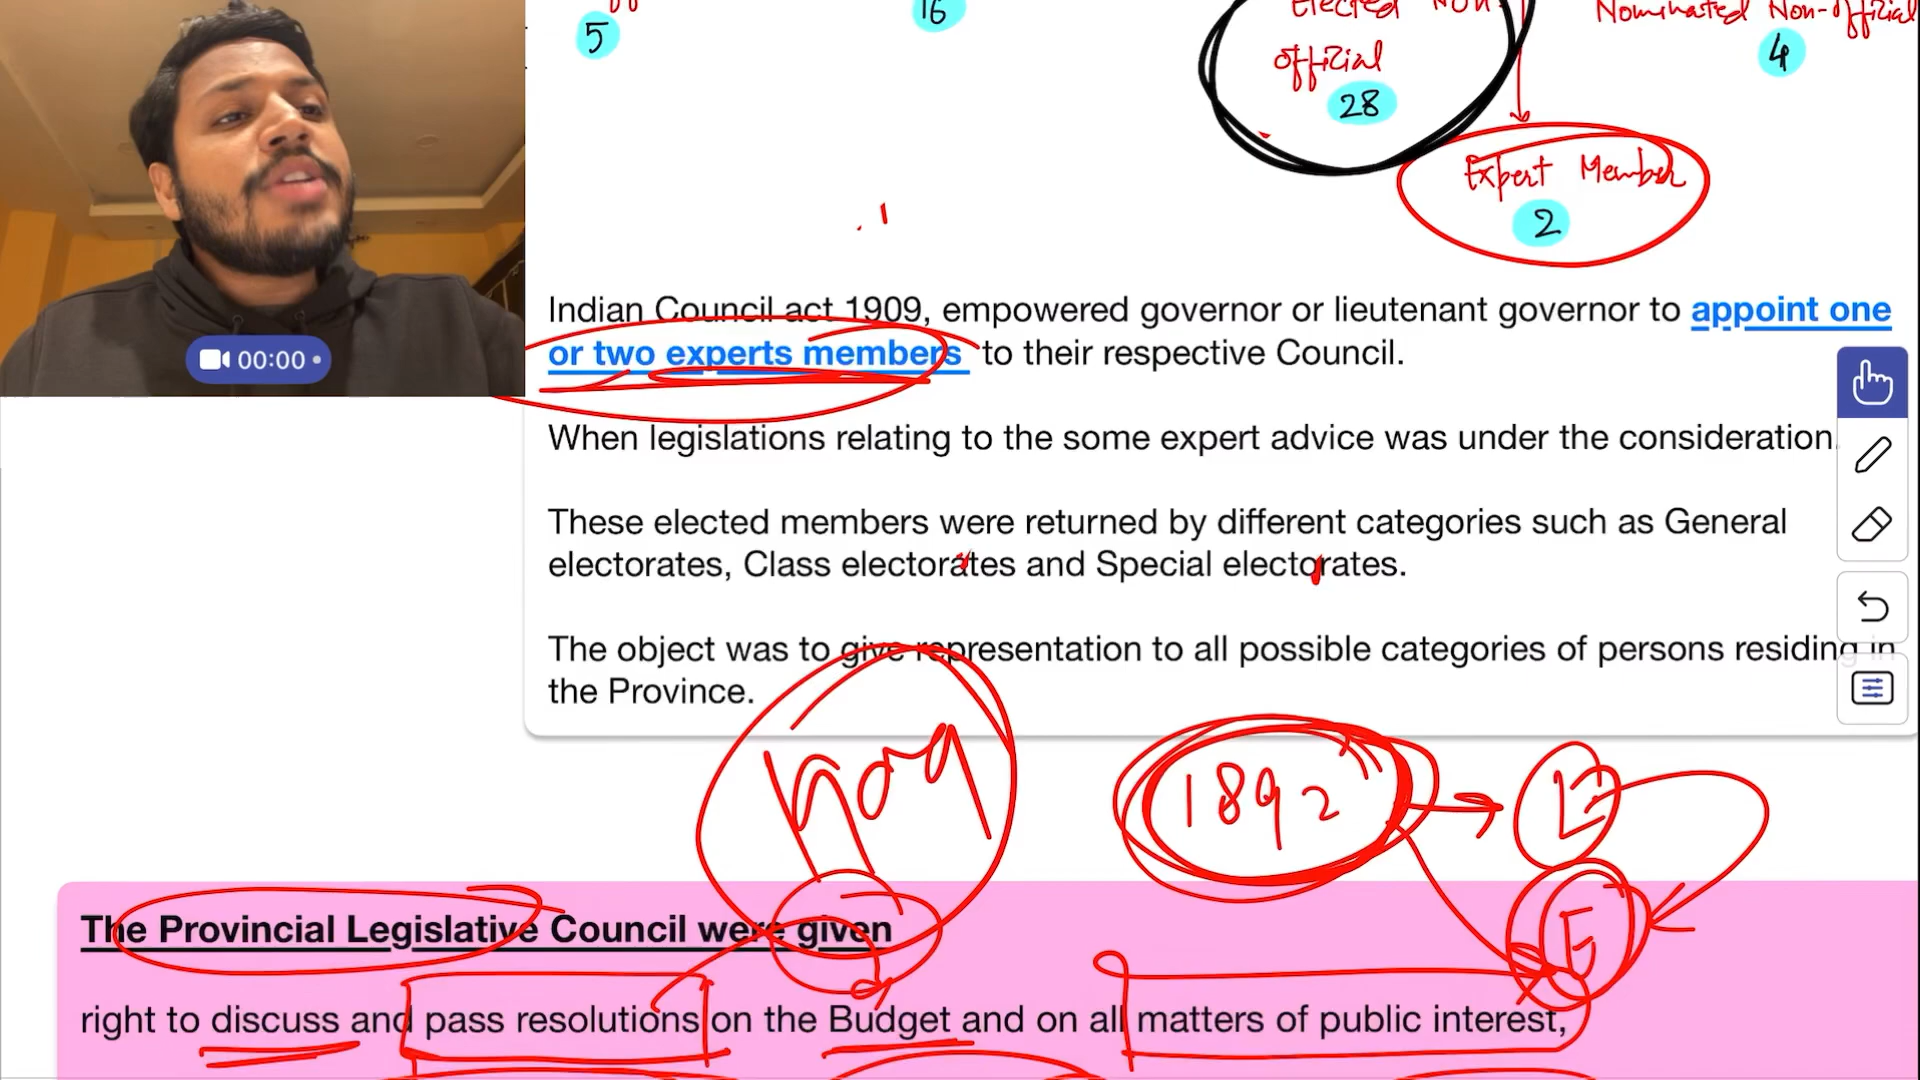 5
16
Elected Non-
official
28
Nominated Non-official
4
Expert Member
2
00:00
Indian Council act 1909, empowered governor or lieutenant governor to appoint one
or two experts members to their respective Council.
When legislations relating to the some expert advice was under the consideration.
These elected members were returned by different categories such as General
electorates, Class electorates and Special electorates.
The object was to give representation to all possible categories of persons residing in
the Province.
1892
L
E
The Provincial Legislative Council were given
right to discuss and pass resolutions on the Budget and on all matters of public interest,